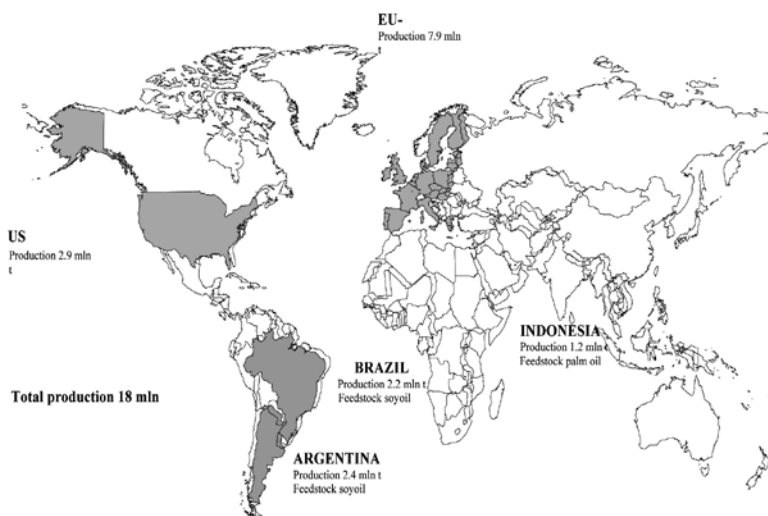 EU-
Production 7.9 mln
t
US
Production 2.9 mln
t
INDONESIA
Production 1.2 mln t
Feedstock palm oil
BRAZIL
Production 2.2 mln t
Feedstock soyoil
Total production 18 mln
ARGENTINA
Production 2.4 mln t
Feedstock soyoil